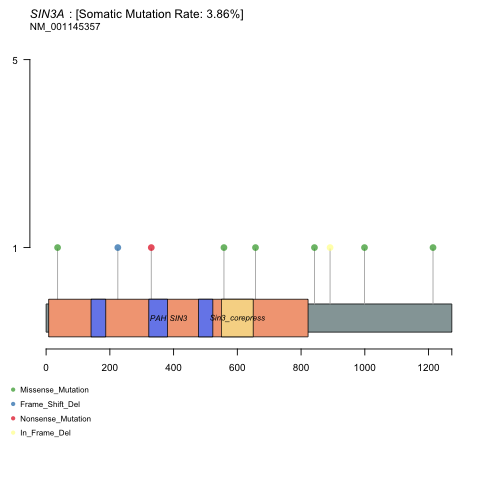 SIN3A : [Somatic Mutation Rate: 3.86%]
NM_001145357
5
1
PAH SIN3 Sin3_corepress
0 200 400 600 800 1000 1200
Missense_Mutation
Frame_Shift_Del
Nonsense_Mutation
In_Frame_Del